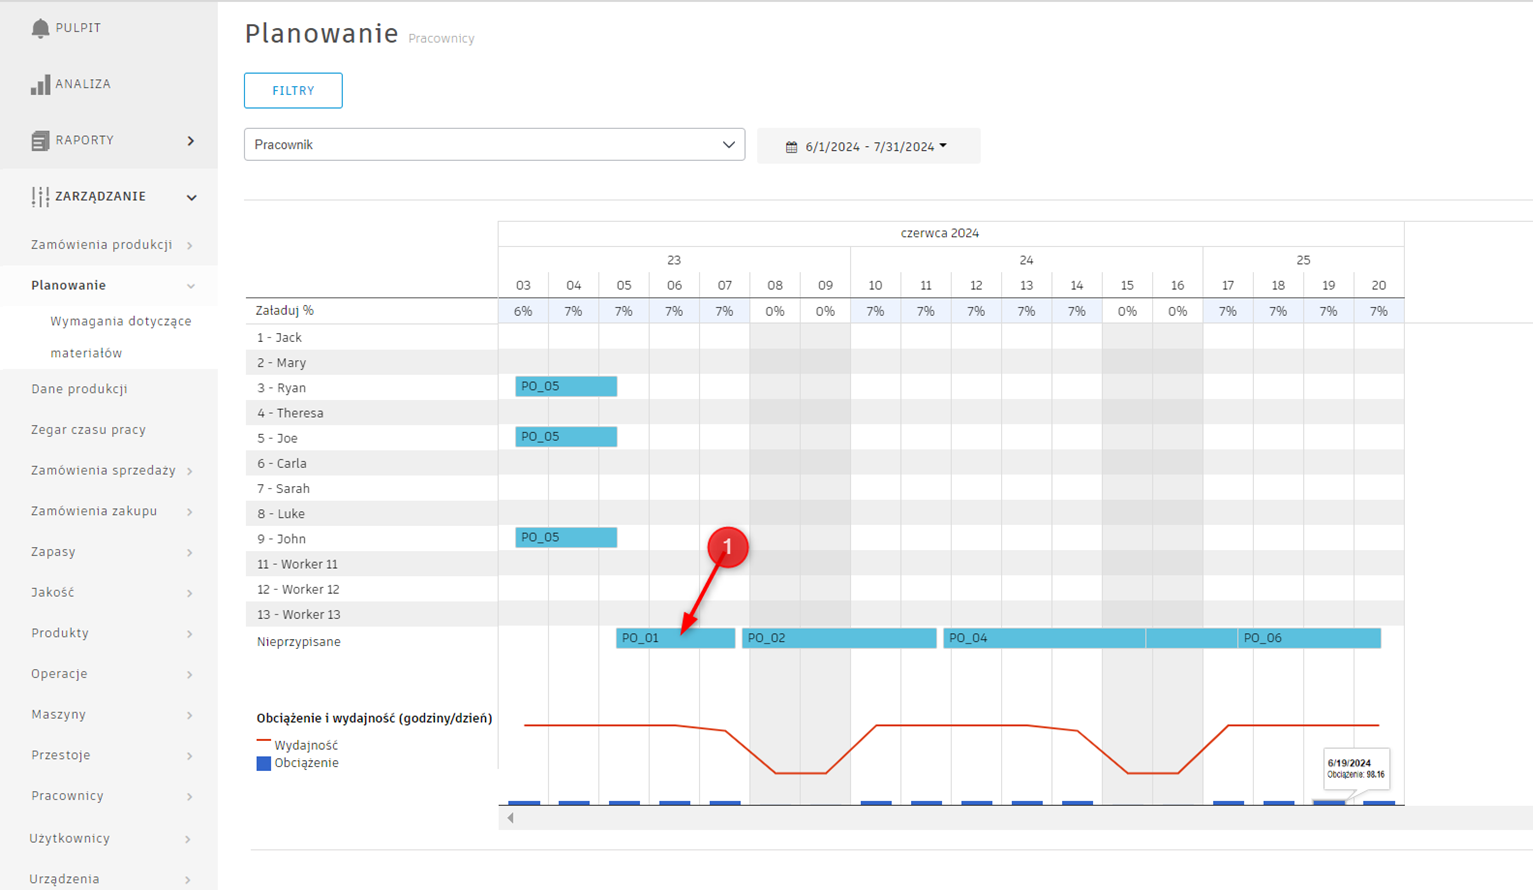 PULPIT
ANALIZA
RAPORTY
ZARZĄDZANIE
Zamówienia produkcji
Planowanie
Wymagania dotyczące
materiałów
Dane produkcji
Zegar czasu pracy
Zamówienia sprzedaży
Zamówienia zakupu
Zapasy
Jakość
Produkty
Operacje
Maszyny
Przestoje
Pracownicy
Użytkownicy
Urządzenia
Planowanie Pracownicy
FILTRY
Pracownik
6/1/2024 - 7/31/2024
czerwca 2024
23 24 25
03 04 05 06 07 08 09 10 11 12 13 14 15 16 17 18 19 20
Załaduj % 6% 7% 7% 7% 7% 0% 0% 7% 7% 7% 7% 7% 0% 0% 7% 7% 7% 7%
1 - Jack
2 - Mary
3 - Ryan PO_05
4 - Theresa
5 - Joe PO_05
6 - Carla
7 - Sarah
8 - Luke
9 - John PO_05
1
11 - Worker 11
12 - Worker 12
13 - Worker 13
Nieprzypisane PO_01 PO_02 PO_04 PO_06
Obciążenie i wydajność (godziny/dzień)
Wydajność
Obciążenie
6/19/2024
Obciążenie: 98.16